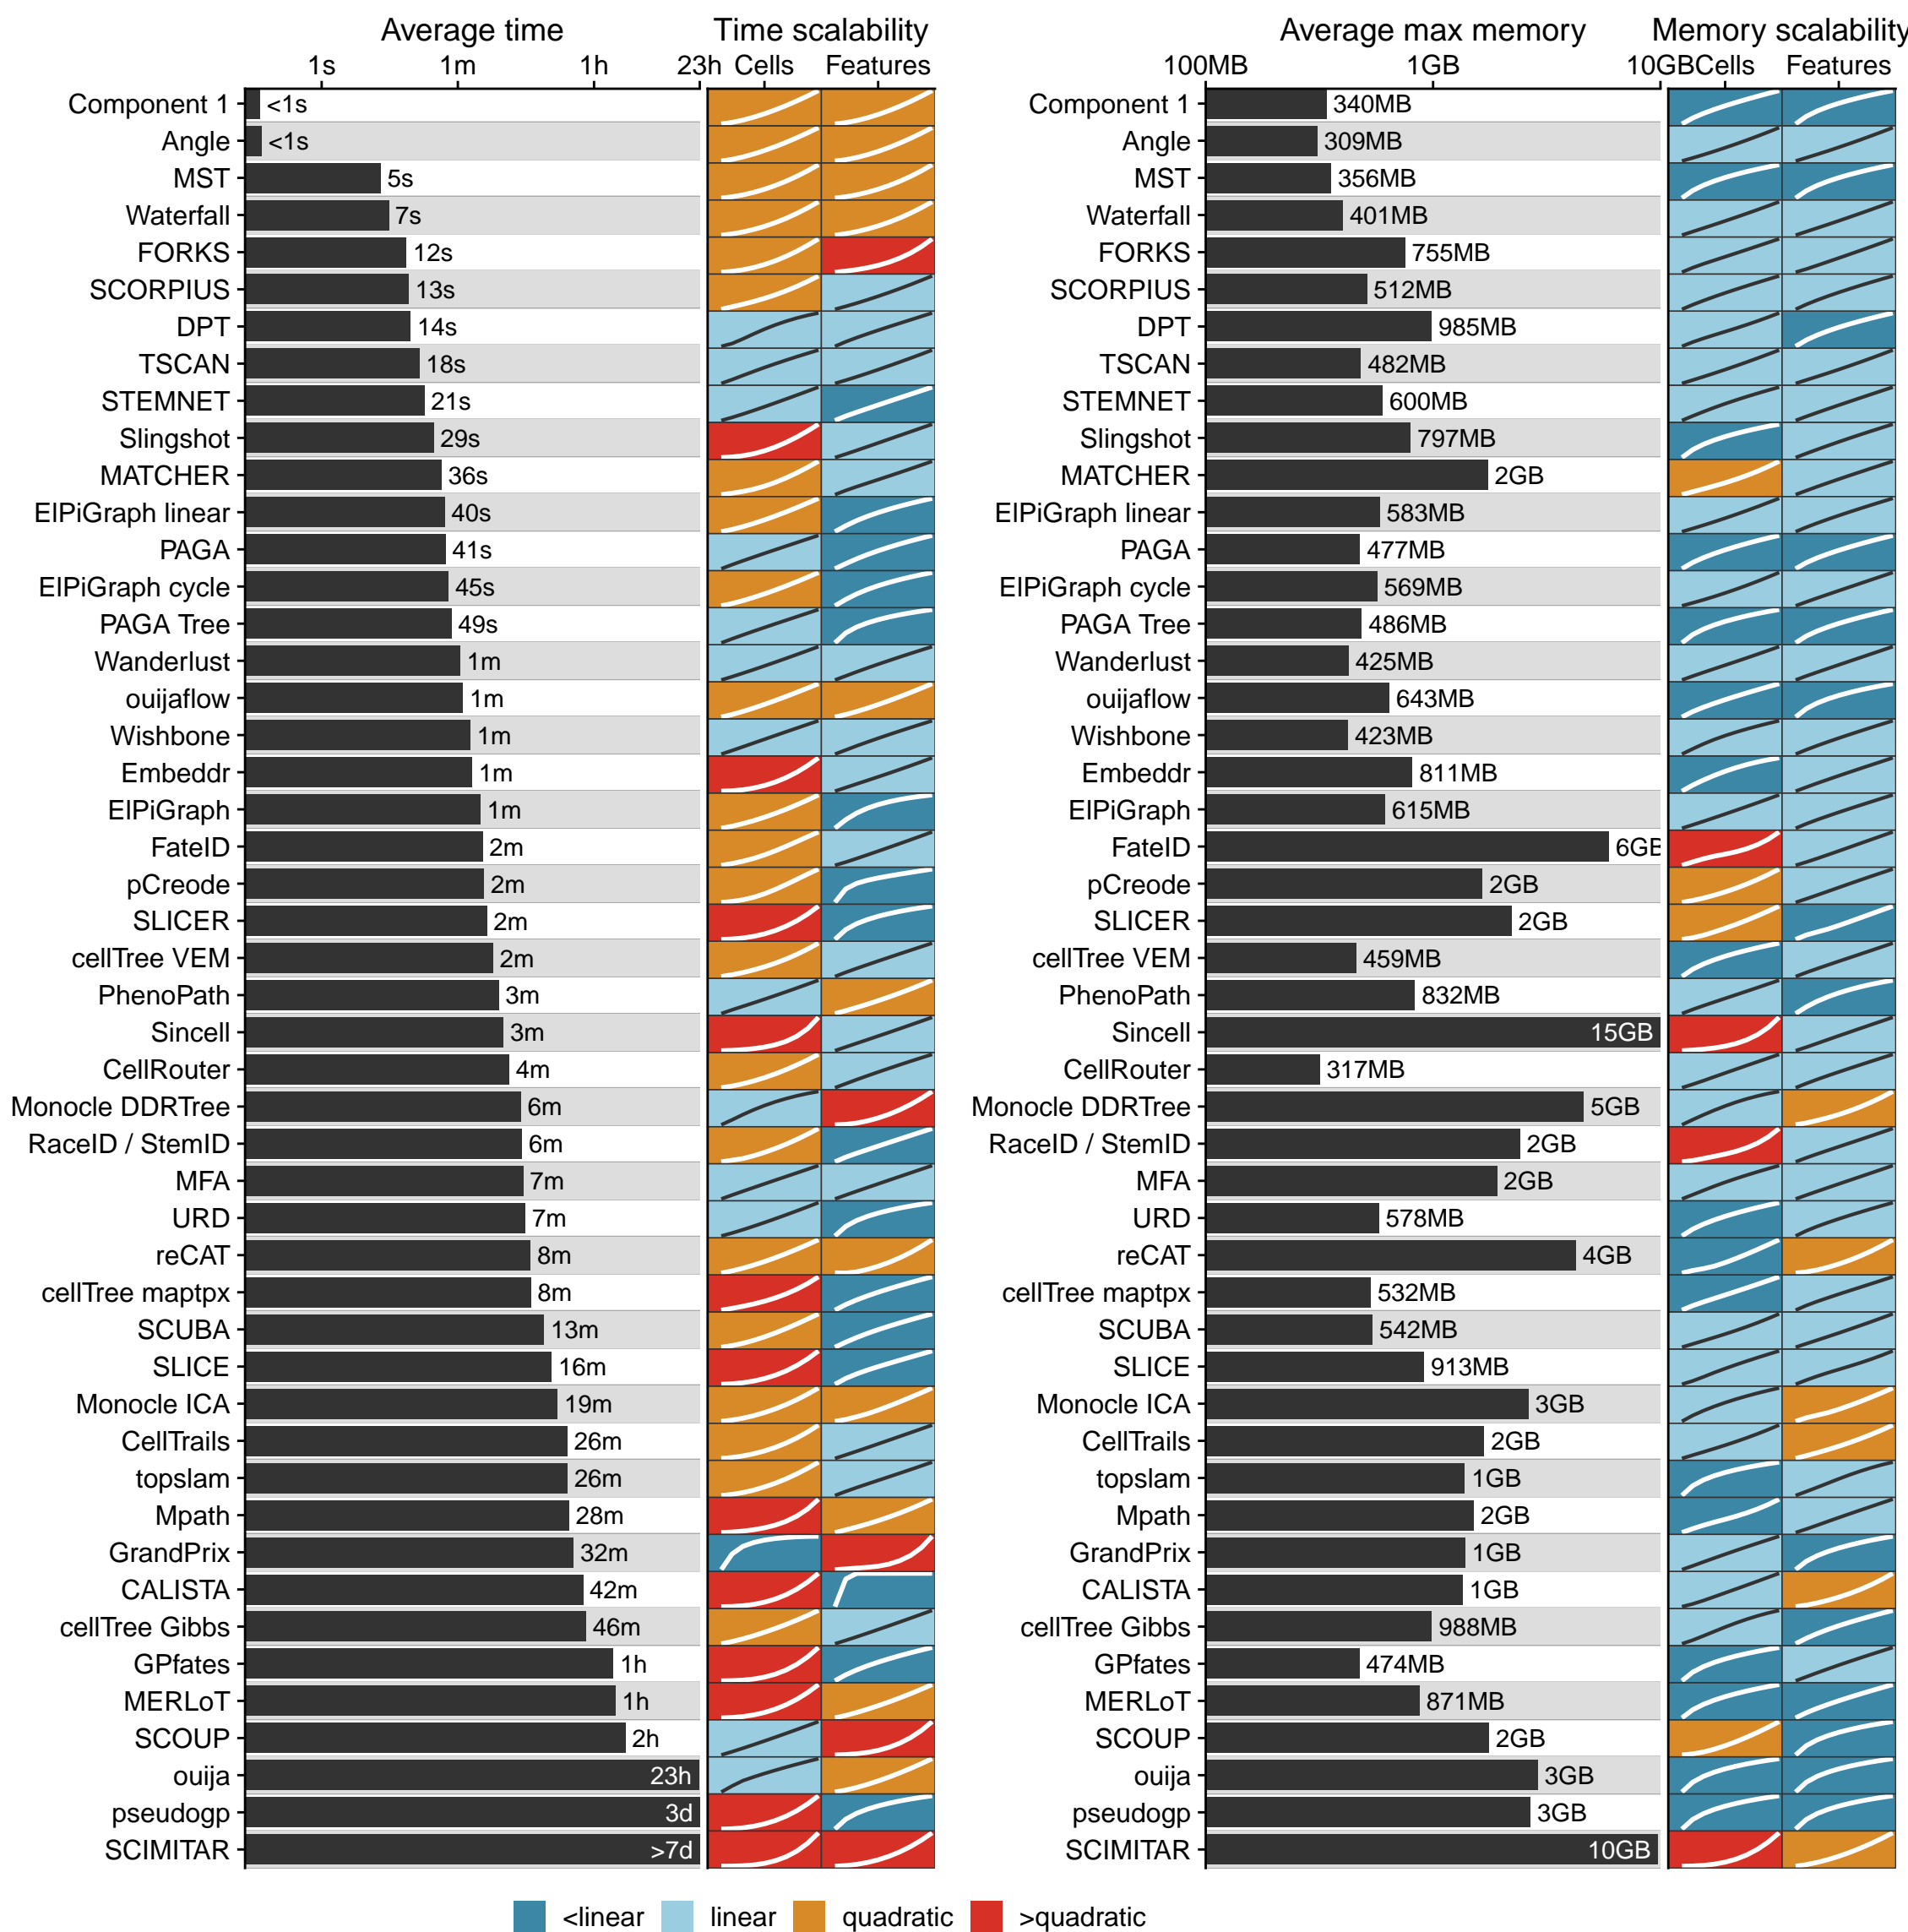 Average time Time scalability Average max memory Memory scalability
1s 1m 1h 23h Cells Features 100MB 1GB 10GB Cells Features
Component 1 <1s Component 1 340MB
Angle <1s Angle 309MB
MST 5s MST 356MB
Waterfall 7s Waterfall 401MB
FORKS 12s FORKS 755MB
SCORPIUS 13s SCORPIUS 512MB
DPT 14s DPT 985MB
TSCAN 18s TSCAN 482MB
STEMNET 21s STEMNET 600MB
Slingshot 29s Slingshot 797MB
MATCHER 36s MATCHER 2GB
ElPiGraph linear 40s ElPiGraph linear 583MB
PAGA 41s PAGA 477MB
ElPiGraph cycle 45s ElPiGraph cycle 569MB
PAGA Tree 49s PAGA Tree 486MB
Wanderlust 1m Wanderlust 425MB
ouijaflow 1m ouijaflow 643MB
Wishbone 1m Wishbone 423MB
Embeddr 1m Embeddr 811MB
ElPiGraph 1m ElPiGraph 615MB
FateID 2m FateID 6GB
pCreode 2m pCreode 2GB
SLICER 2m SLICER 2GB
cellTree VEM 2m cellTree VEM 459MB
PhenoPath 3m PhenoPath 832MB
Sincell 3m Sincell 15GB
CellRouter 4m CellRouter 317MB
Monocle DDRTree 6m Monocle DDRTree 5GB
RaceID / StemID 6m RaceID / StemID 2GB
MFA 7m MFA 2GB
URD 7m URD 578MB
reCAT 8m reCAT 4GB
cellTree maptpx 8m cellTree maptpx 532MB
SCUBA 13m SCUBA 542MB
SLICE 16m SLICE 913MB
Monocle ICA 19m Monocle ICA 3GB
CellTrails 26m CellTrails 2GB
topslam 26m topslam 1GB
Mpath 28m Mpath 2GB
GrandPrix 32m GrandPrix 1GB
CALISTA 42m CALISTA 1GB
cellTree Gibbs 46m cellTree Gibbs 988MB
GPfates 1h GPfates 474MB
MERLoT 1h MERLoT 871MB
SCOUP 2h SCOUP 2GB
ouija 23h ouija 3GB
pseudogp 3d pseudogp 3GB
SCIMITAR >7d SCIMITAR 10GB
<linear linear quadratic >quadratic